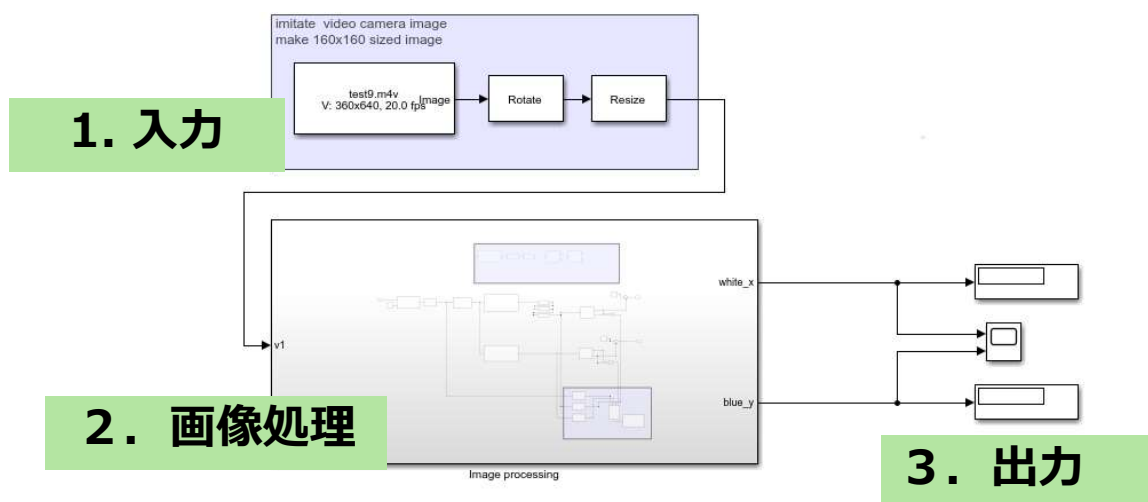 imitate video camera image
make 160x160 sized image
test9.m4v
V: 360x640, 20.0 fps
Image
Rotate
Resize
1. 入力
white_x
v1
blue_y
2. 画像処理
3. 出力
Image processing